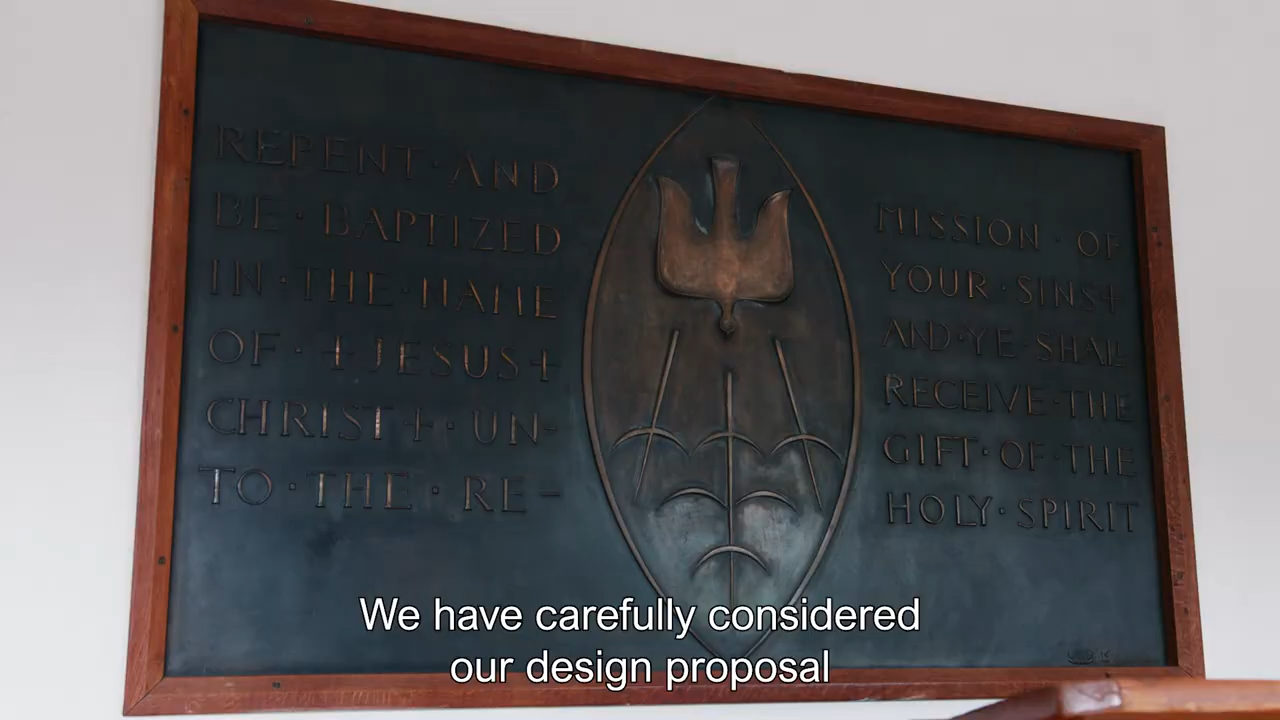 REPENT · AND
BE · BAPTIZED
IN · THE · NAME
OF · + JESUS +
CHRIST + · UN-
TO · THE · RE-
MISSION · OF
YOUR · SINS +
AND · YE · SHALL
RECEIVE · THE
GIFT · OF · THE
HOLY · SPIRIT
We have carefully considered
our design proposal